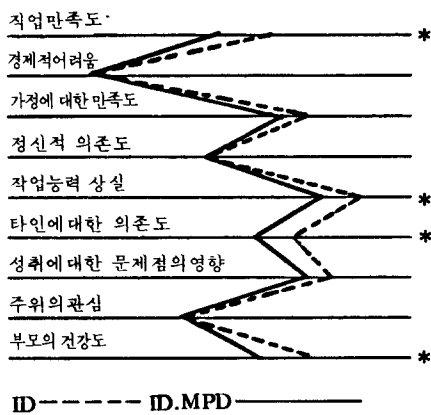 직업만족도
*
경제적어려움
가정에 대한 만족도
정신적 의존도
작업능력 상실
*
타인에대한 의존도
*
성취에대한 문제점의영향
주위의관심
부모의 건강도
*
ID ID.MPD